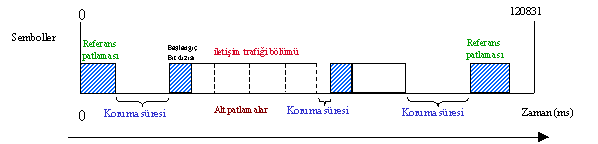 0
120831
Semboller
Referans
patlaması
Başlangıç
Bit dizisi
iletişim trafiği bölümü
Referans
patlaması
0
Koruma süresi
Alt patlamalar
Koruma süresi
Koruma süresi
Zaman (ms)